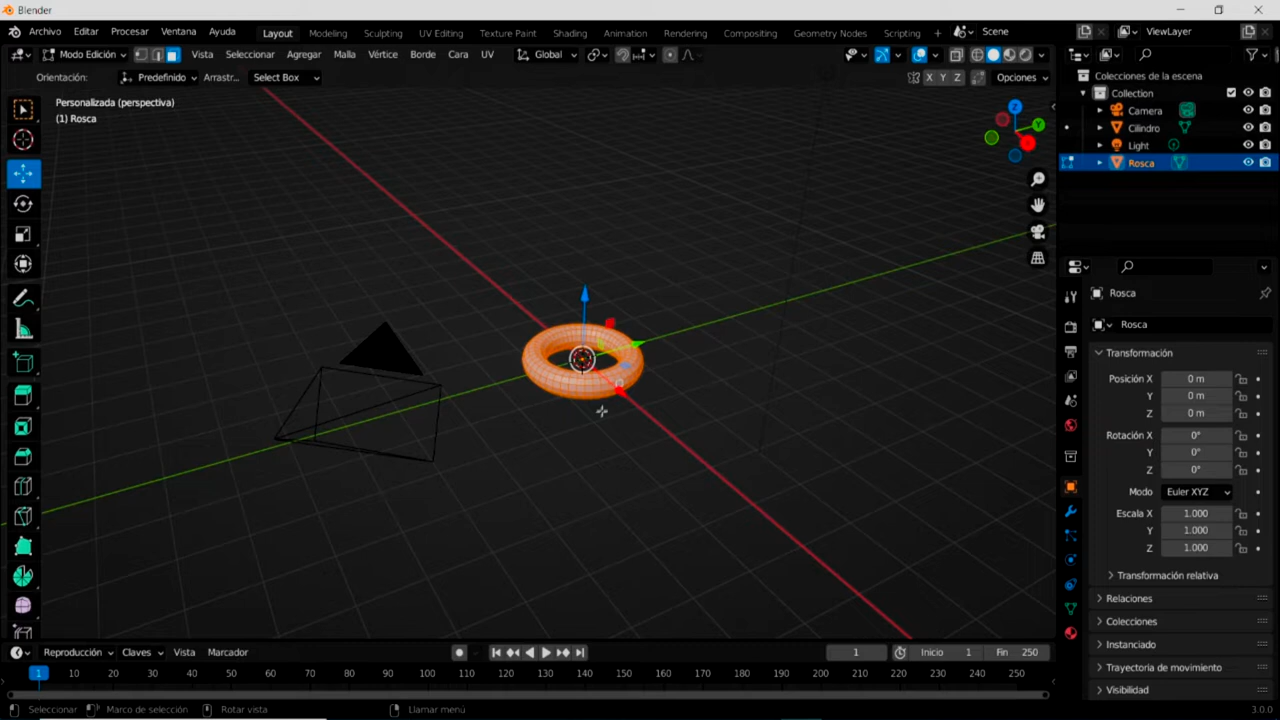 Blender
Archivo Editar Procesar Ventana Ayuda Layout Modeling Sculpting UV Editing Texture Paint Shading Animation Rendering Compositing Geometry Nodes Scripting + Scene ViewLayer
Modo Edición Vista Seleccionar Agregar Malla Vértice Borde Cara UV Global
Orientación: Predefinido Arrastr... Select Box X Y Z Opciones
Personalizada (perspectiva)
(1) Rosca
Z
Y
Colecciones de la escena
Collection
Camera
Cilindro
Light
Rosca
Rosca
Rosca
Transformación
Posición X 0 m
Y 0 m
Z 0 m
Rotación X 0°
Y 0°
Z 0°
Modo Euler XYZ
Escala X 1.000
Y 1.000
Z 1.000
Transformación relativa
Relaciones
Colecciones
Instanciado
Trayectoria de movimiento
Visibilidad
Reproducción Claves Vista Marcador 1 Inicio 1 Fin 250
1 10 20 30 40 50 60 70 80 90 100 110 120 130 140 150 160 170 180 190 200 210 220 230 240 250
Seleccionar Marco de selección Rotar vista Llamar menú 3.0.0